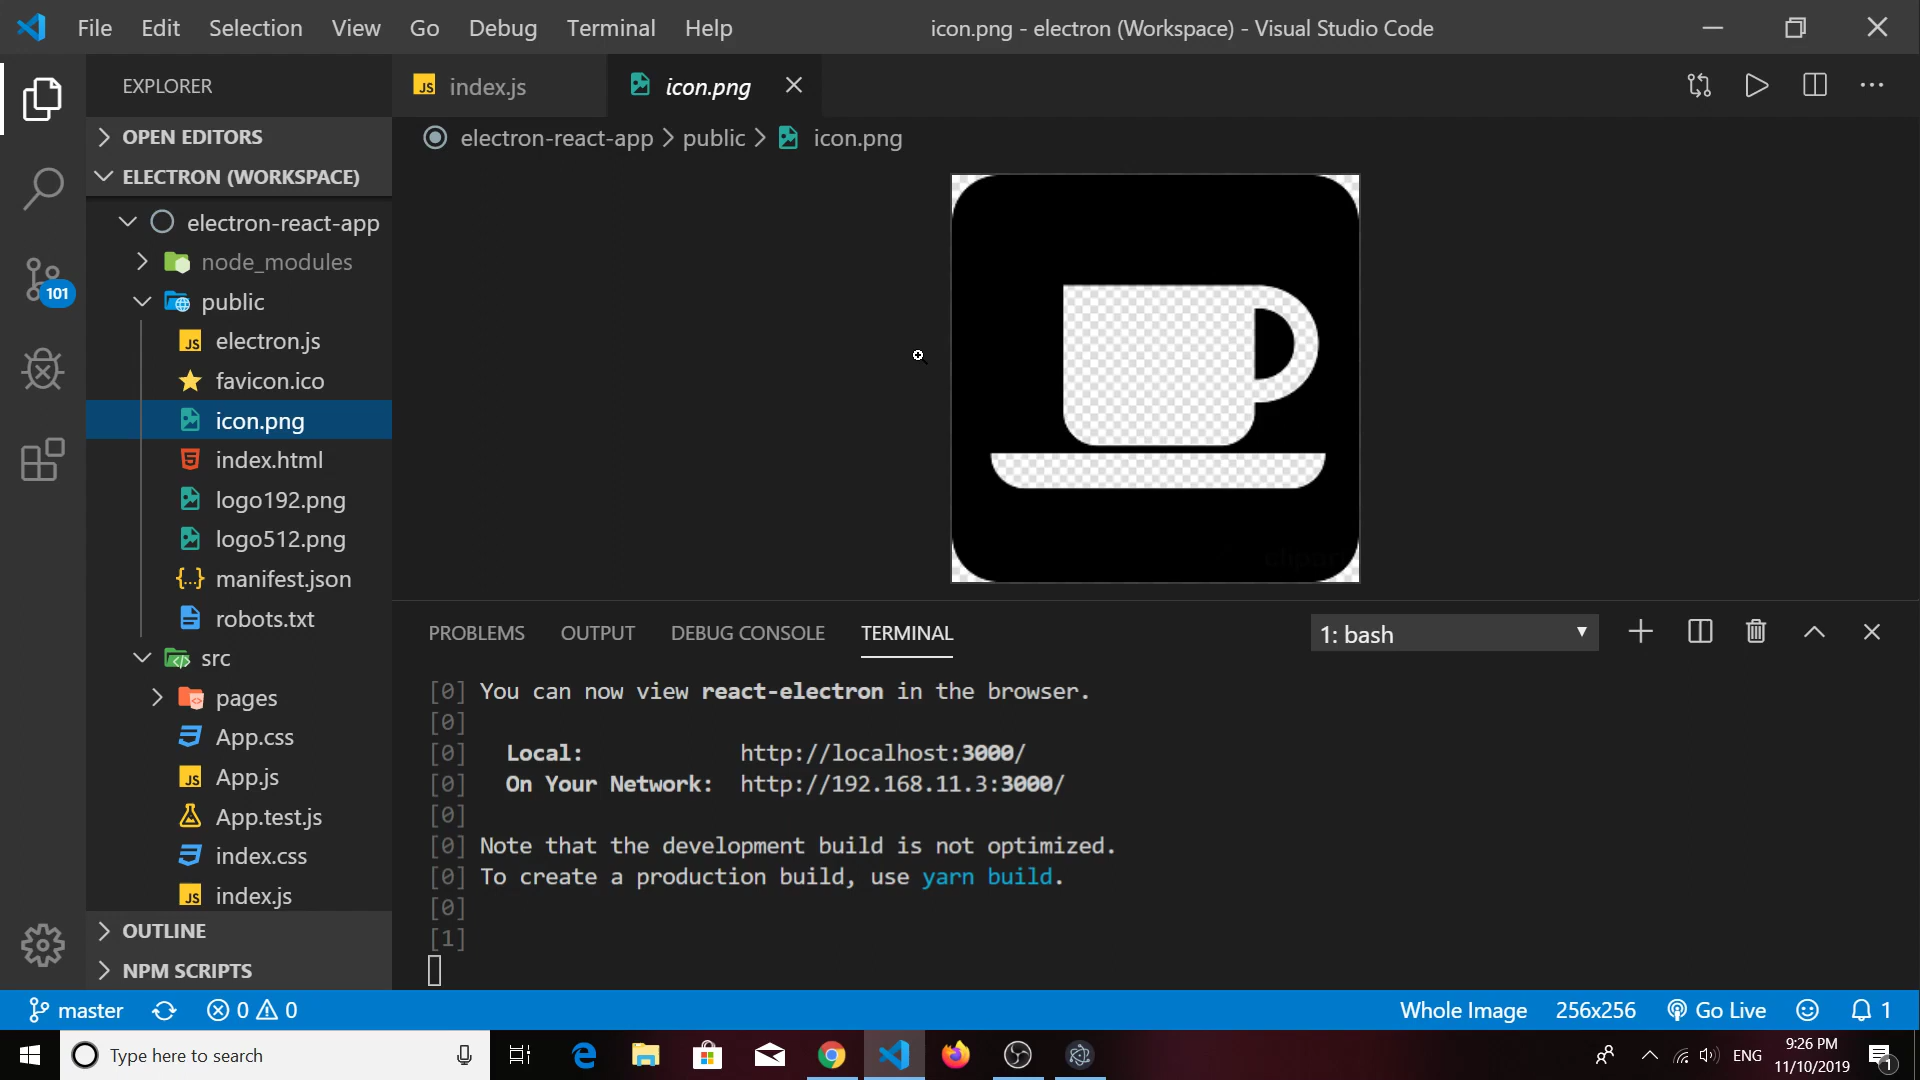 File Edit Selection View Go Debug Terminal Help
icon.png - electron (Workspace) - Visual Studio Code
EXPLORER
OPEN EDITORS
ELECTRON (WORKSPACE)
electron-react-app
node_modules
public
electron.js
favicon.ico
icon.png
index.html
logo192.png
logo512.png
manifest.json
robots.txt
src
pages
App.css
App.js
App.test.js
index.css
index.js
OUTLINE
NPM SCRIPTS
101
index.js
icon.png
electron-react-app > public > icon.png
PROBLEMS OUTPUT DEBUG CONSOLE TERMINAL
1: bash
[0] You can now view react-electron in the browser.
[0]
[0] Local: http://localhost:3000/
[0] On Your Network: http://192.168.11.3:3000/
[0]
[0] Note that the development build is not optimized.
[0] To create a production build, use yarn build.
[0]
[1]
master 0 0
Whole Image 256x256 Go Live 1
Type here to search
ENG
9:26 PM
11/10/2019
1